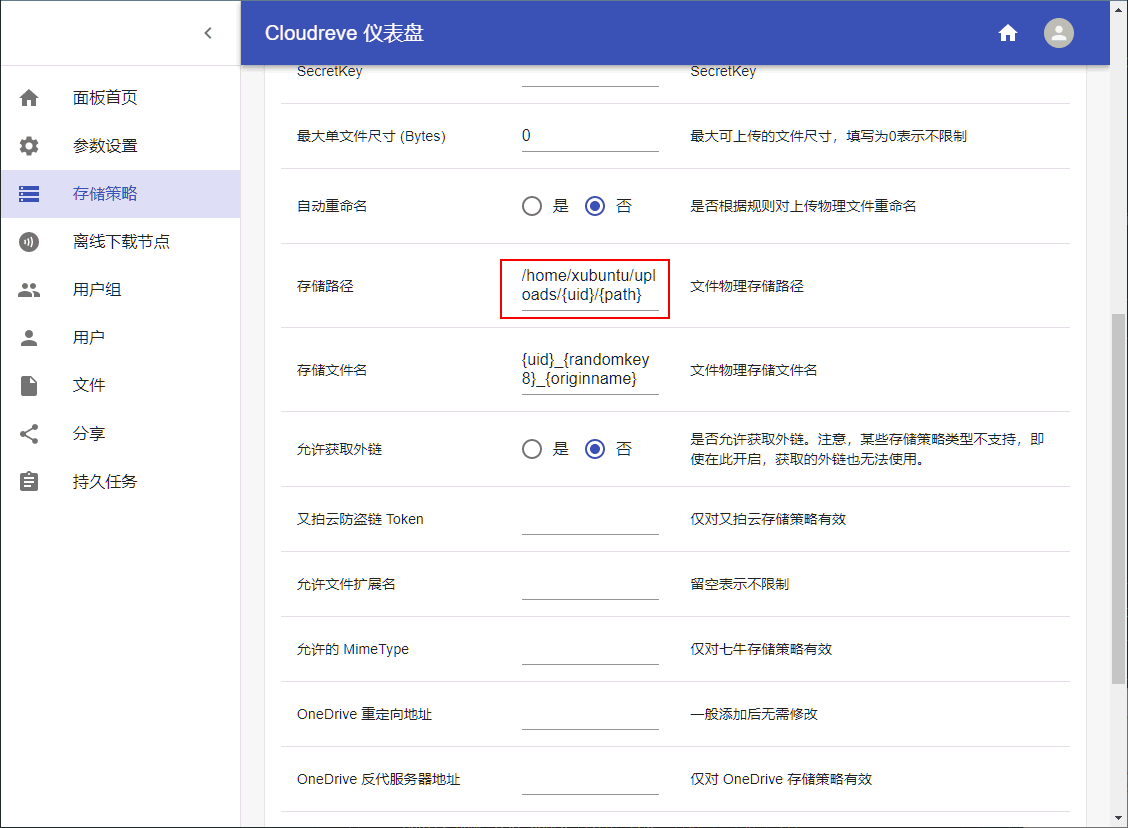 Cloudreve 仪表盘
面板首页
参数设置
存储策略
离线下载节点
用户组
用户
文件
分享
持久任务
SecretKey
SecretKey
最大单文件尺寸 (Bytes)
0
最大可上传的文件尺寸，填写为0表示不限制
自动重命名
是
否
是否根据规则对上传物理文件重命名
存储路径
/home/xubuntu/upl
oads/{uid}/{path}
文件物理存储路径
存储文件名
{uid}_{randomkey
8}_{originname}
文件物理存储文件名
允许获取外链
是
否
是否允许获取外链。注意，某些存储策略类型不支持，即
使在此开启，获取的外链也无法使用。
又拍云防盗链 Token
仅对又拍云存储策略有效
允许文件扩展名
留空表示不限制
允许的 MimeType
仅对七牛存储策略有效
OneDrive 重定向地址
一般添加后无需修改
OneDrive 反代服务器地址
仅对 OneDrive 存储策略有效